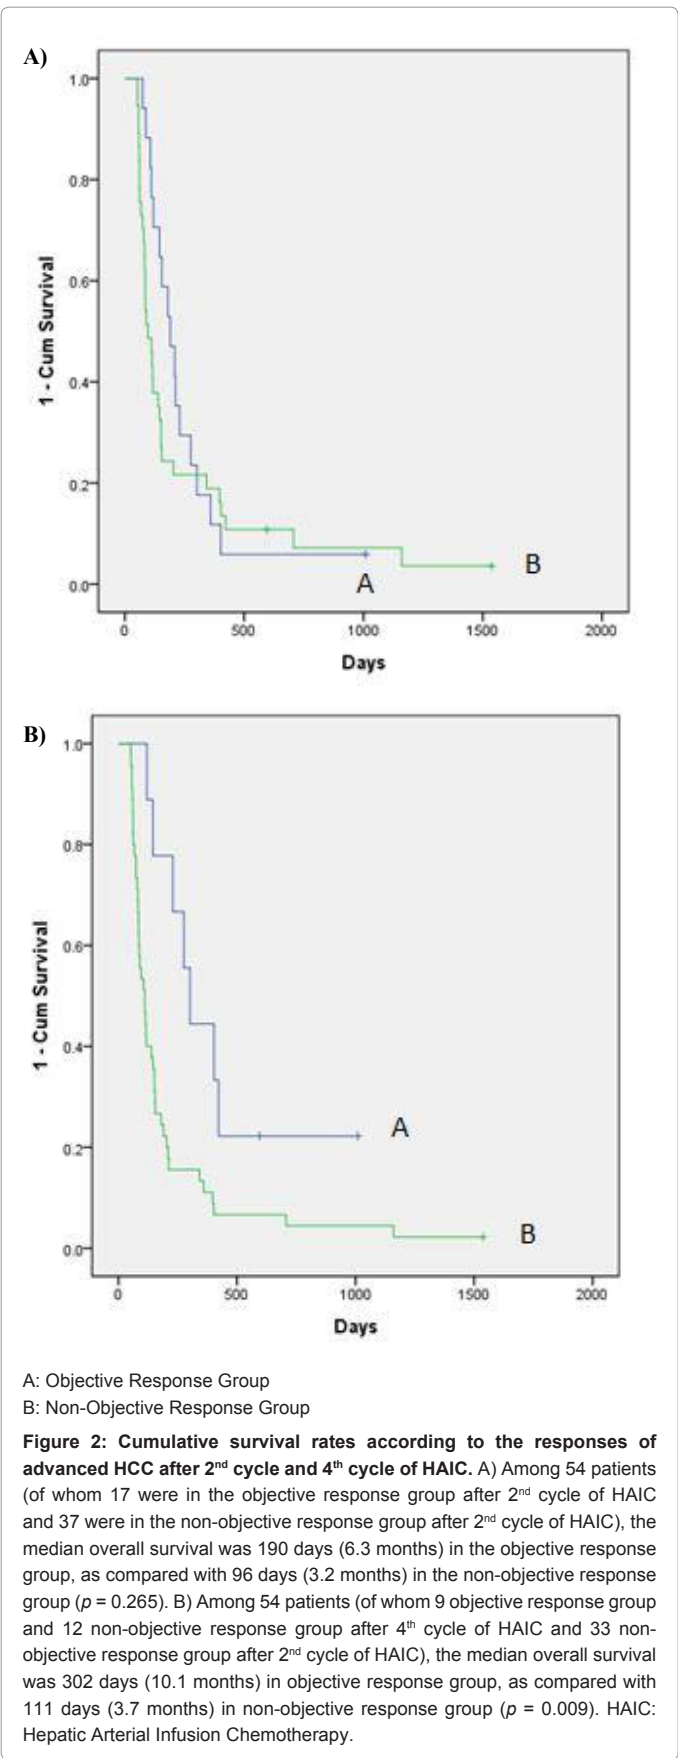 A)
1.0
0.8
0.6
0.4
0.2
0.0
1 - Cum Survival
A
B
0 500 1000 1500 2000
Days
B)
1.0
0.8
0.6
0.4
0.2
0.0
1 - Cum Survival
A
B
0 500 1000 1500 2000
Days
A: Objective Response Group
B: Non-Objective Response Group
Figure 2: Cumulative survival rates according to the responses of
advanced HCC after 2nd cycle and 4th cycle of HAIC. A) Among 54 patients
(of whom 17 were in the objective response group after 2nd cycle of HAIC
and 37 were in the non-objective response group after 2nd cycle of HAIC), the
median overall survival was 190 days (6.3 months) in the objective response
group, as compared with 96 days (3.2 months) in the non-objective response
group (p = 0.265). B) Among 54 patients (of whom 9 objective response group
and 12 non-objective response group after 4th cycle of HAIC and 33 non-
objective response group after 2nd cycle of HAIC), the median overall survival
was 302 days (10.1 months) in objective response group, as compared with
111 days (3.7 months) in non-objective response group (p = 0.009). HAIC:
Hepatic Arterial Infusion Chemotherapy.